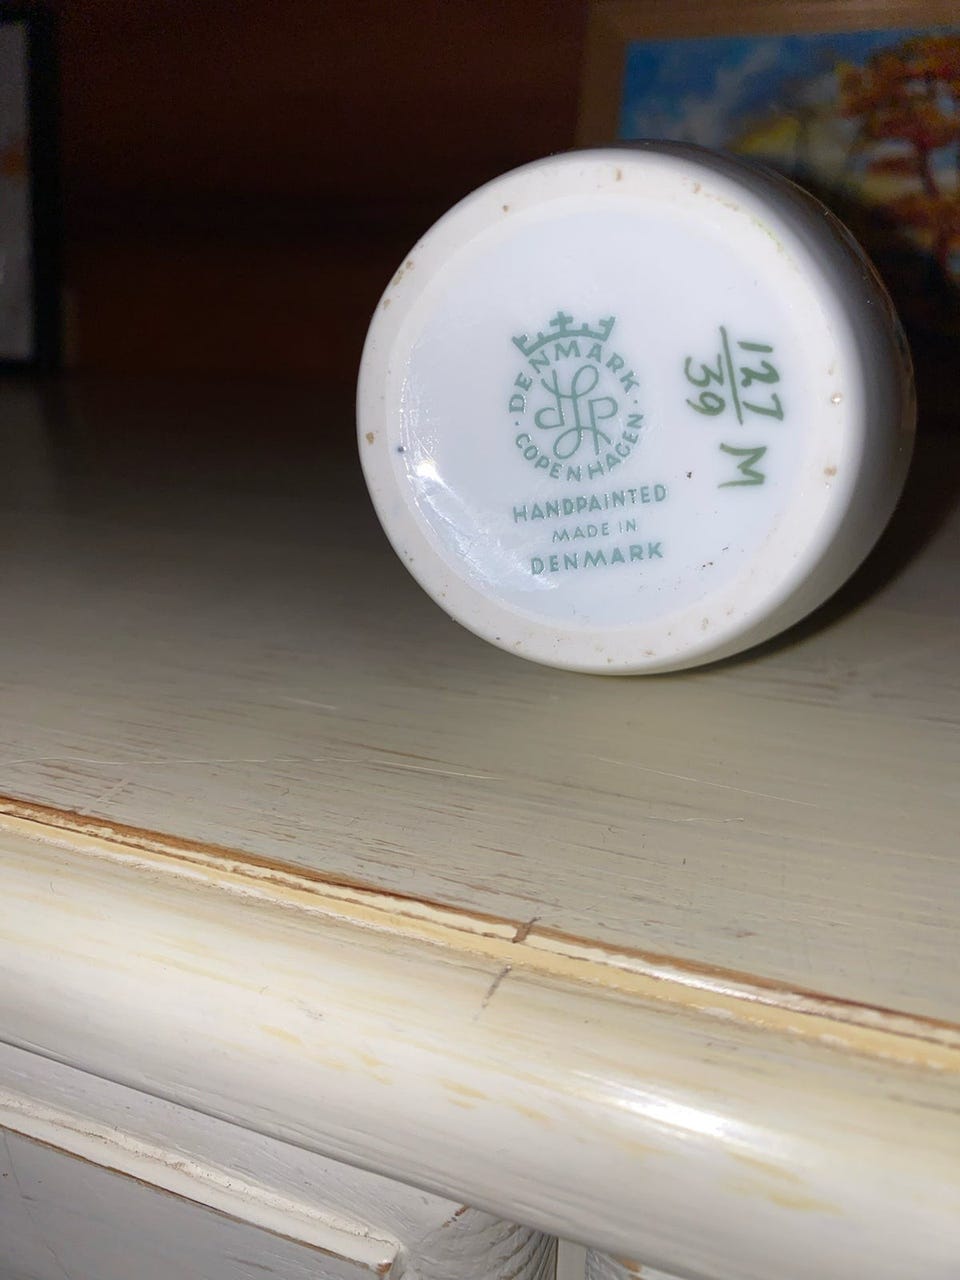 DENMARK · COPENHAGEN ·
HANDPAINTED
MADE IN
DENMARK
127
39
M